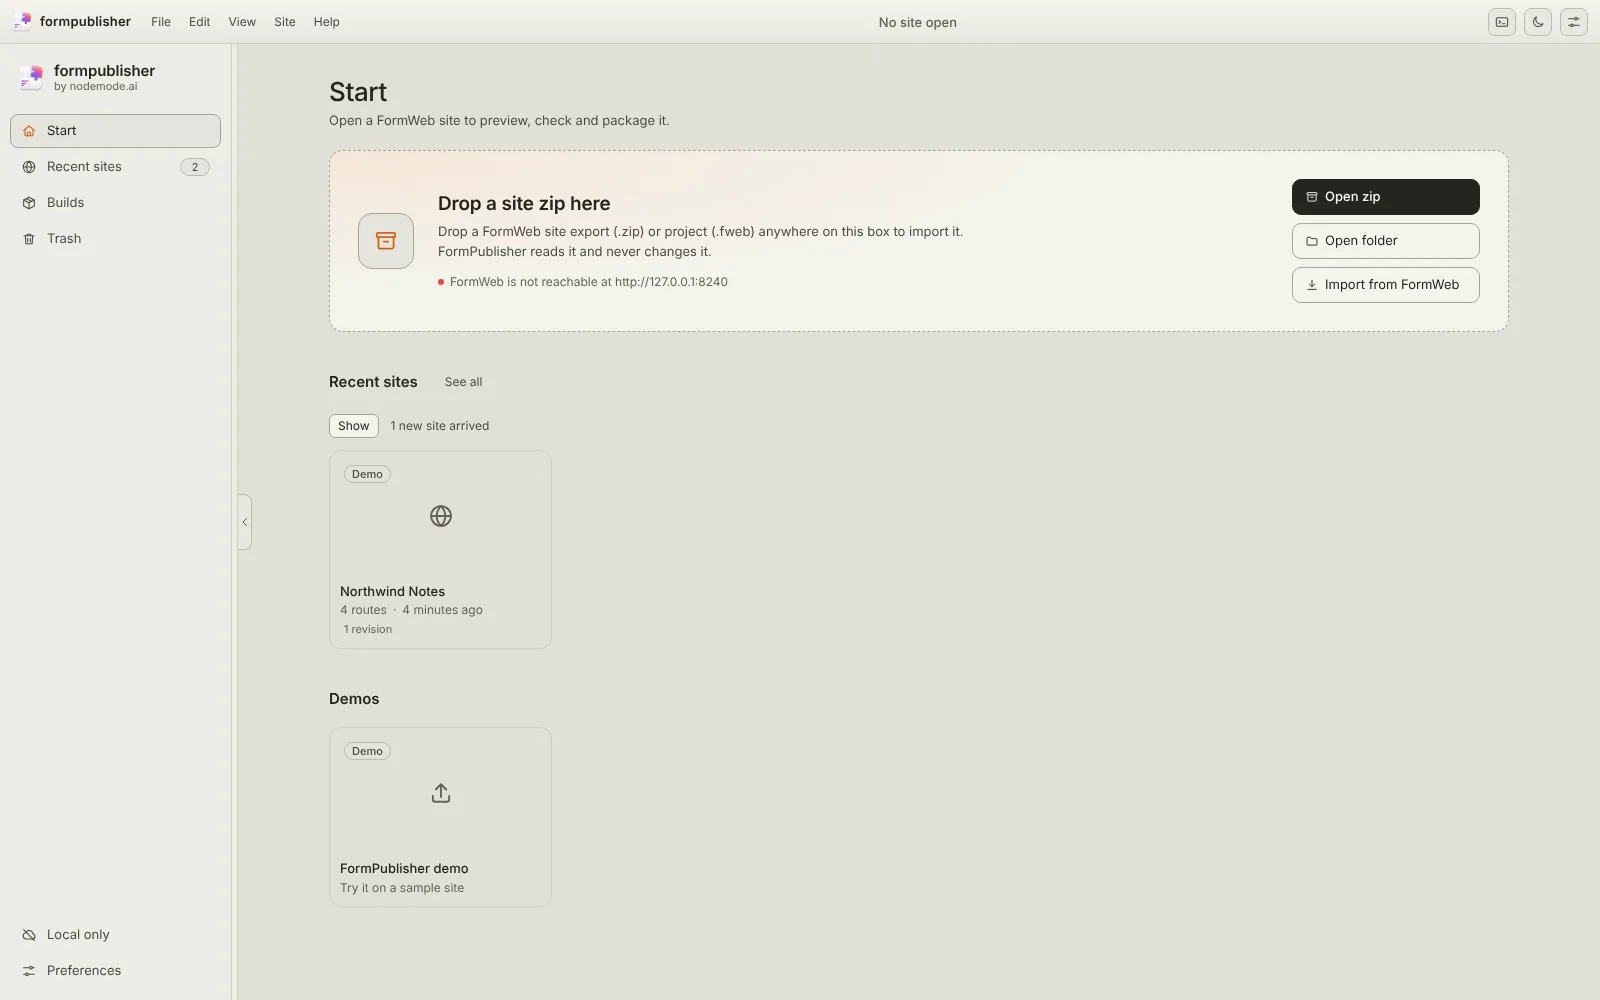 formpublisher
File
Edit
View
Site
Help
No site open
formpublisher
by nodemode.ai
Start
Recent sites
2
Builds
Trash
Local only
Preferences
Start
Open a FormWeb site to preview, check and package it.
Drop a site zip here
Drop a FormWeb site export (.zip) or project (.fweb) anywhere on this box to import it.
FormPublisher reads it and never changes it.
FormWeb is not reachable at http://127.0.0.1:8240
Open zip
Open folder
Import from FormWeb
Recent sites
See all
Show
1 new site arrived
Demo
Northwind Notes
4 routes · 4 minutes ago
1 revision
Demos
Demo
FormPublisher demo
Try it on a sample site